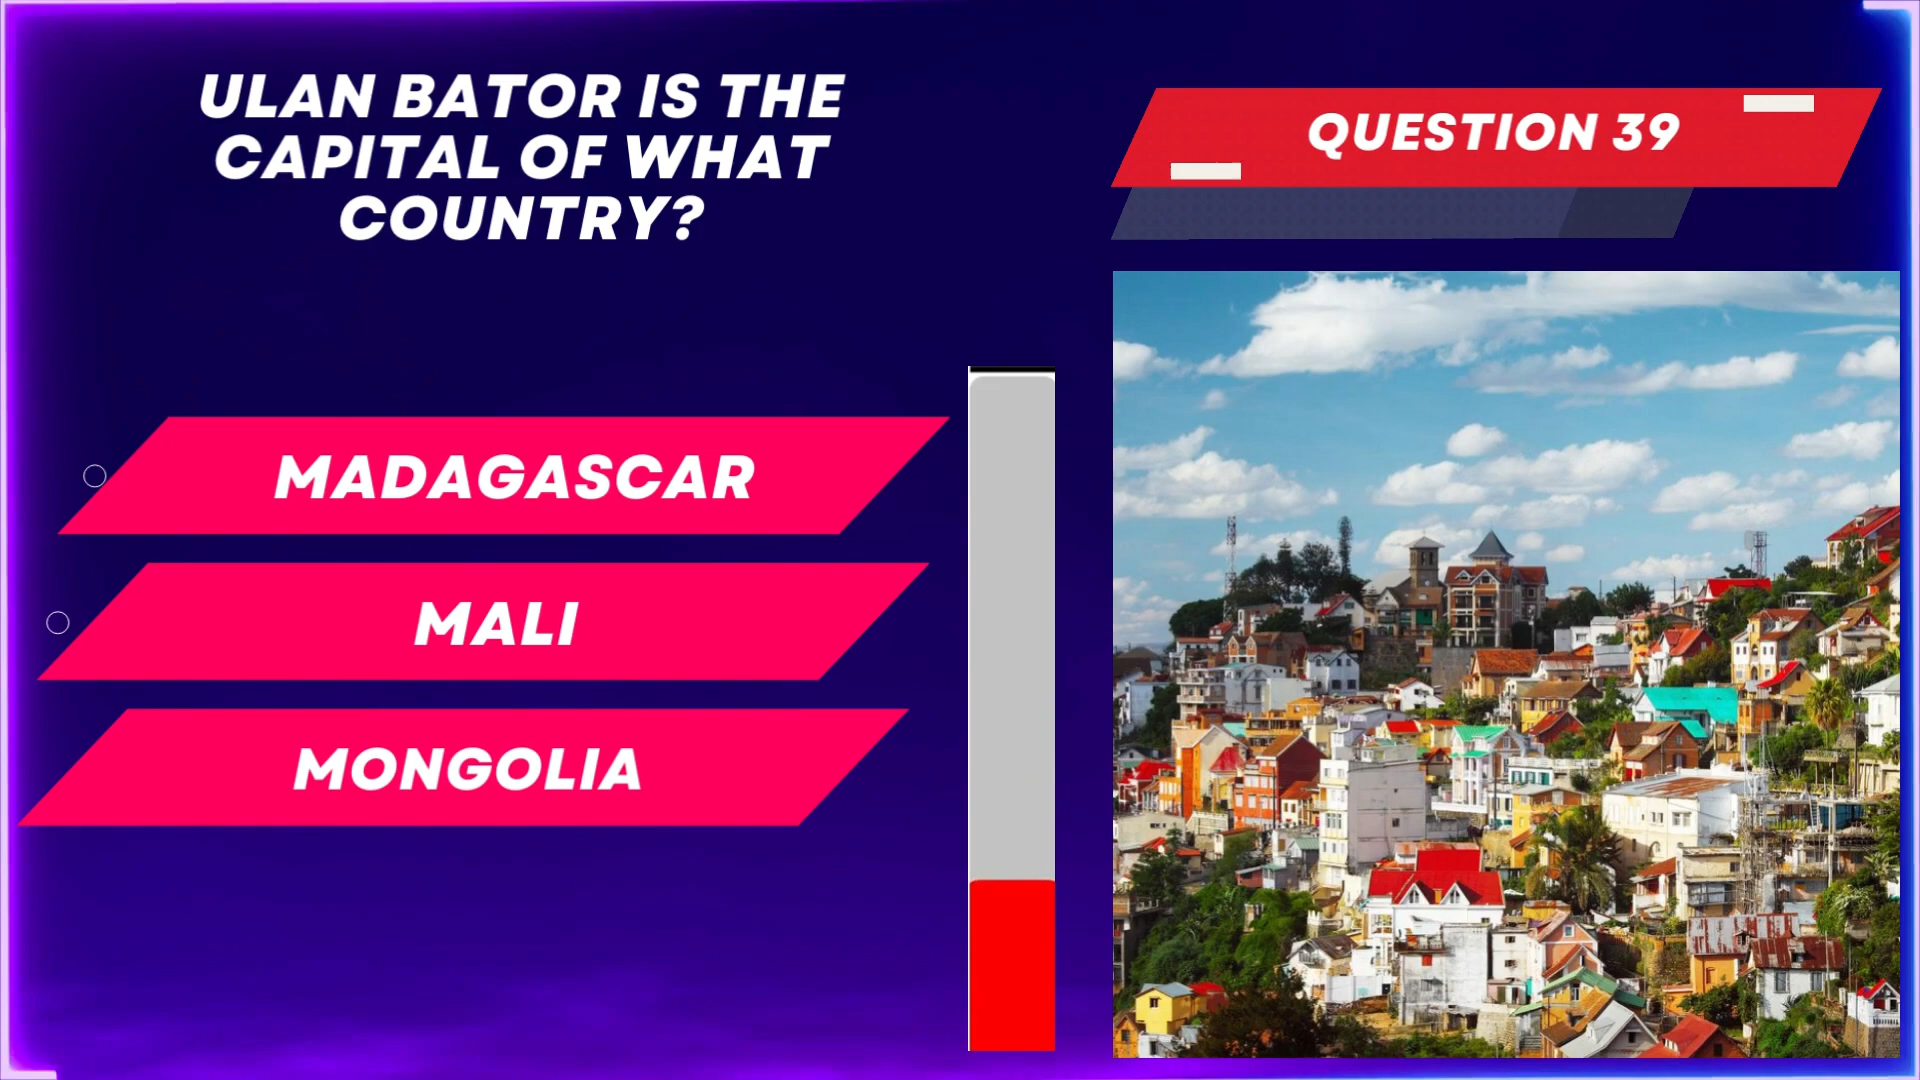 ULAN BATOR IS THE
CAPITAL OF WHAT
COUNTRY?
QUESTION 39
MADAGASCAR
MALI
MONGOLIA